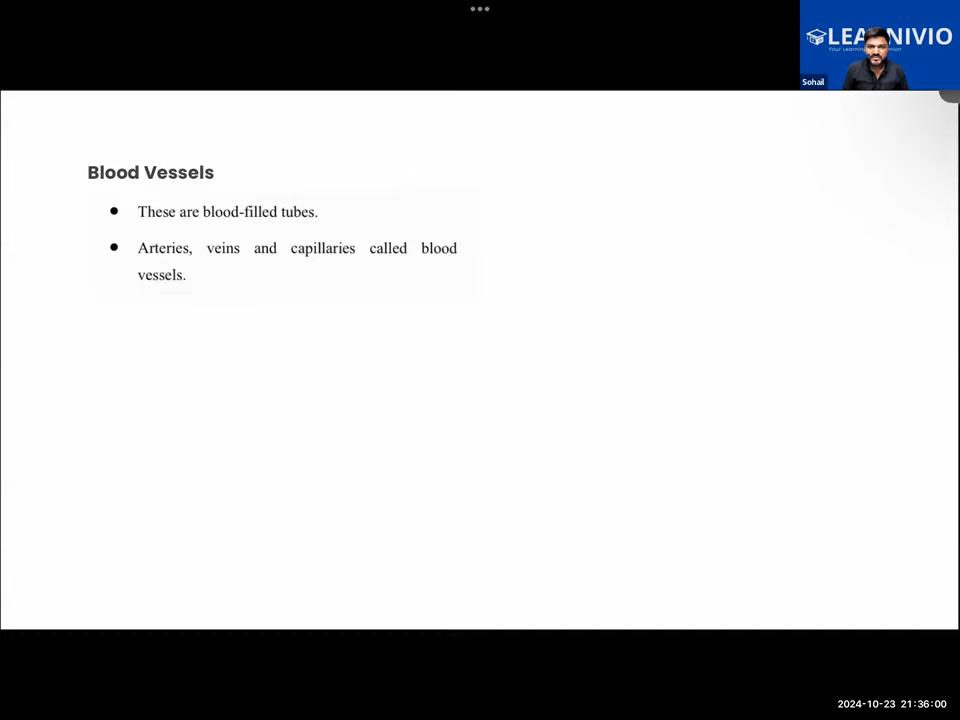 LEARNIVIO
Sohail
Blood Vessels
● These are blood-filled tubes.
● Arteries, veins and capillaries called blood
vessels.
2024-10-23 21:36:00